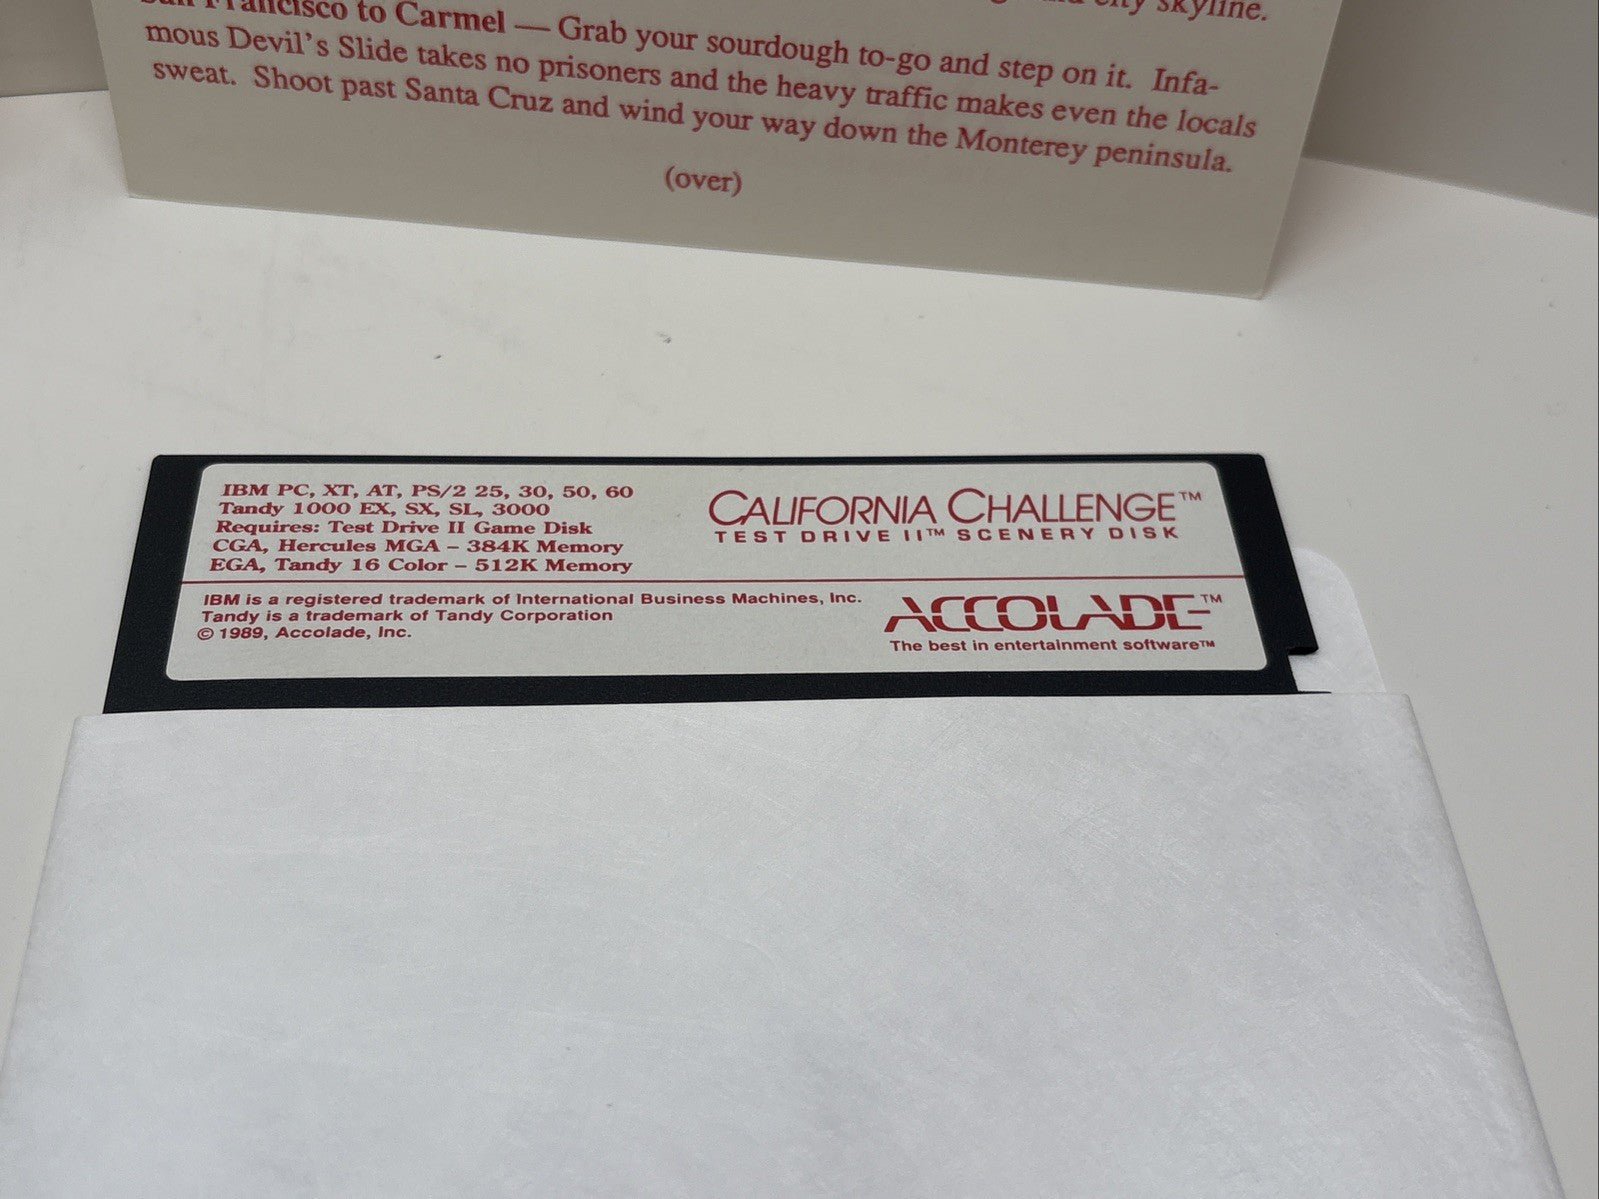 city skyline.
San Francisco to Carmel — Grab your sourdough to-go and step on it. Infa-
mous Devil's Slide takes no prisoners and the heavy traffic makes even the locals
sweat. Shoot past Santa Cruz and wind your way down the Monterey peninsula.
(over)
IBM PC, XT, AT, PS/2 25, 30, 50, 60
Tandy 1000 EX, SX, SL, 3000
Requires: Test Drive II Game Disk
CGA, Hercules MGA – 384K Memory
EGA, Tandy 16 Color – 512K Memory
CALIFORNIA CHALLENGE™
TEST DRIVE II™ SCENERY DISK
IBM is a registered trademark of International Business Machines, Inc.
Tandy is a trademark of Tandy Corporation
© 1989, Accolade, Inc.
ACCOLADE™
The best in entertainment software™